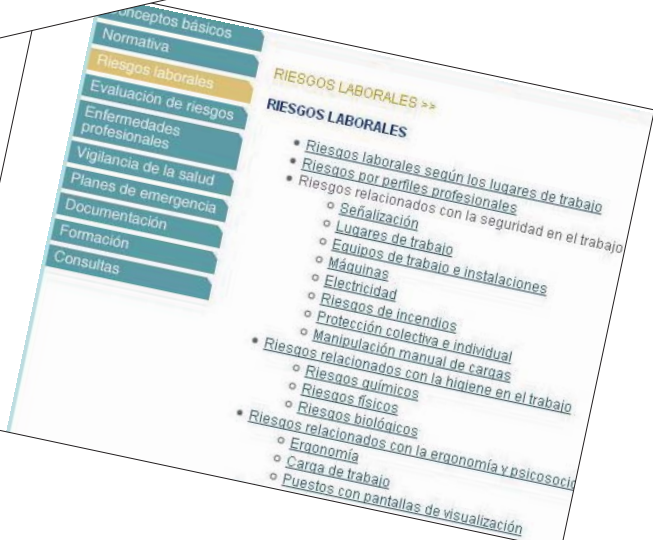 Conceptos básicos
Normativa
Riesgos laborales
Evaluación de riesgos
Enfermedades
profesionales
Vigilancia de la salud
Planes de emergencia
Documentación
Formación
Consultas
RIESGOS LABORALES >>
RIESGOS LABORALES
• Riesgos laborales según los lugares de trabajo
• Riesgos por perfiles profesionales
• Riesgos relacionados con la seguridad en el trabajo
o Señalización
o Lugares de trabajo
o Equipos de trabajo e instalaciones
o Máquinas
o Electricidad
o Riesgos de incendios
o Protección colectiva e individual
o Manipulación manual de cargas
• Riesgos relacionados con la higiene en el trabajo
o Riesgos químicos
o Riesgos físicos
o Riesgos biológicos
• Riesgos relacionados con la ergonomía y psicosocio
o Ergonomía
o Carga de trabajo
o Puestos con pantallas de visualización